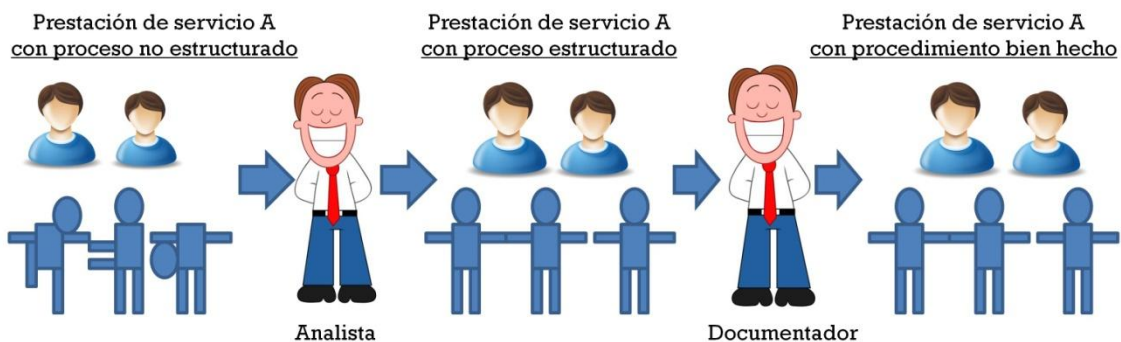 Prestación de servicio A
con proceso no estructurado
Prestación de servicio A
con proceso estructurado
Prestación de servicio A
con procedimiento bien hecho
Analista
Documentador